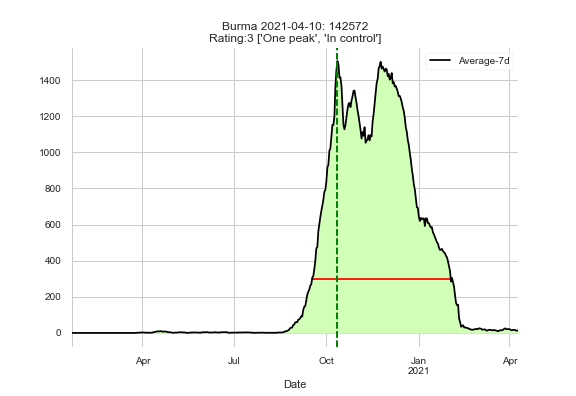 Burma 2021-04-10: 142572
Rating:3 ['One peak', 'In control']
Average-7d
1400
1200
1000
800
600
400
200
0
Apr
Jul
Oct
Jan
2021
Apr
Date